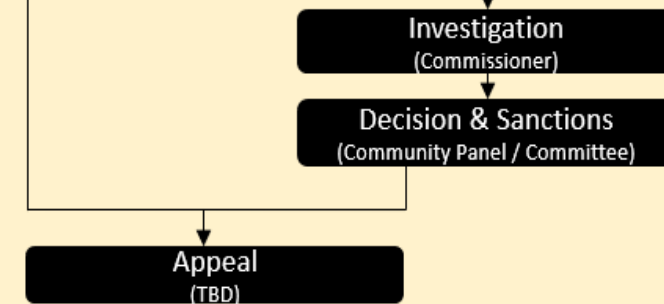 Investigation
(Commissioner)
Decision & Sanctions
(Community Panel / Committee)
Appeal
(TBD)